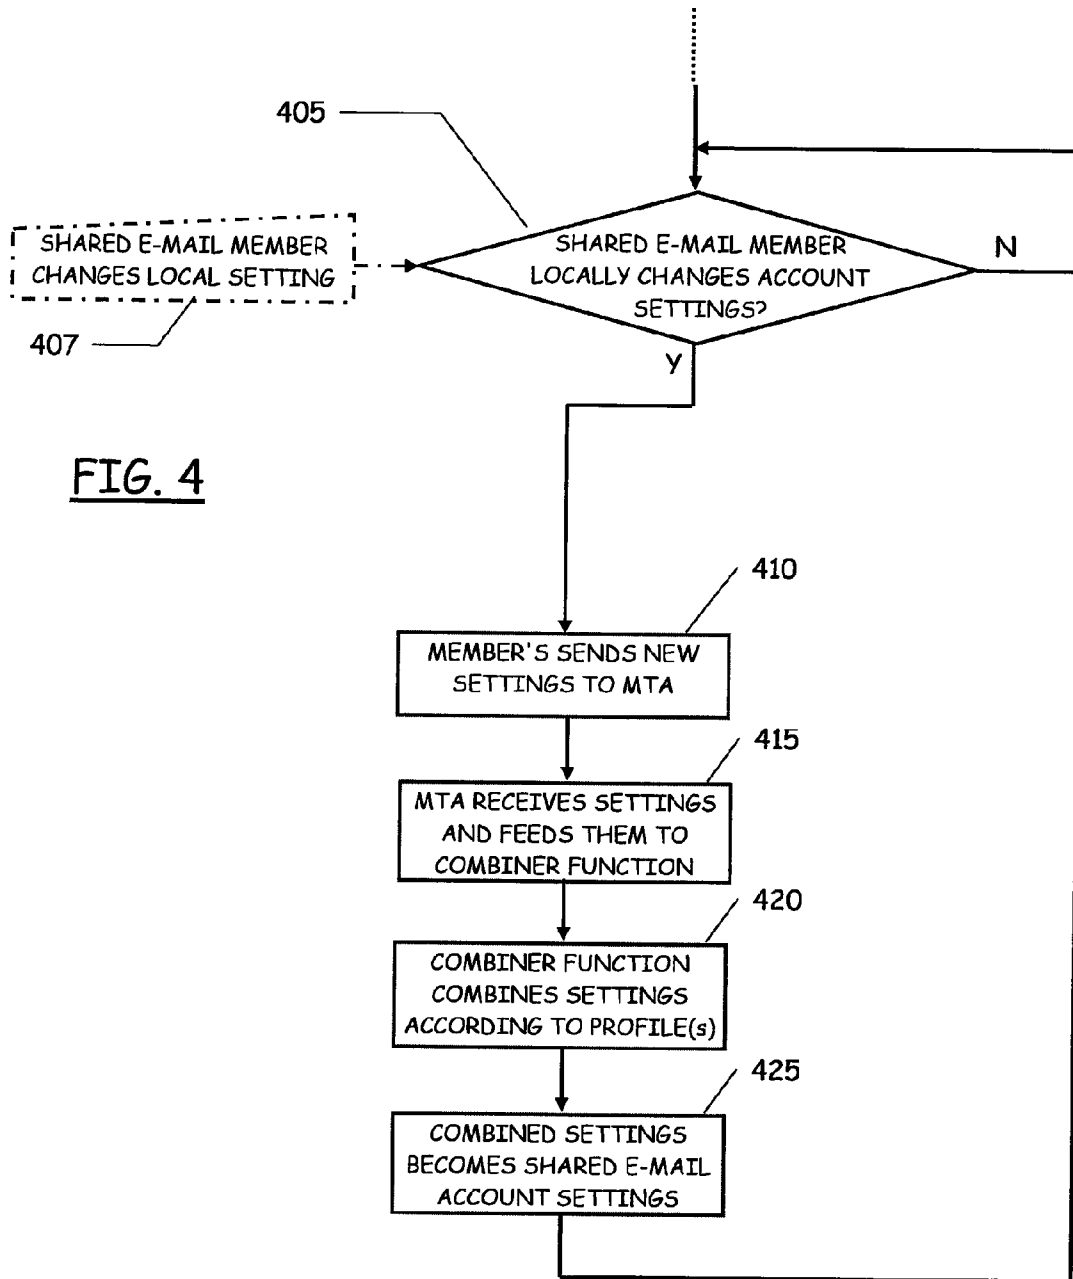 405
SHARED E-MAIL MEMBER
CHANGES LOCAL SETTING
407
SHARED E-MAIL MEMBER
LOCALLY CHANGES ACCOUNT
SETTINGS?
N
Y
FIG. 4
410
MEMBER'S SENDS NEW
SETTINGS TO MTA
415
MTA RECEIVES SETTINGS
AND FEEDS THEM TO
COMBINER FUNCTION
420
COMBINER FUNCTION
COMBINES SETTINGS
ACCORDING TO PROFILE(s)
425
COMBINED SETTINGS
BECOMES SHARED E-MAIL
ACCOUNT SETTINGS